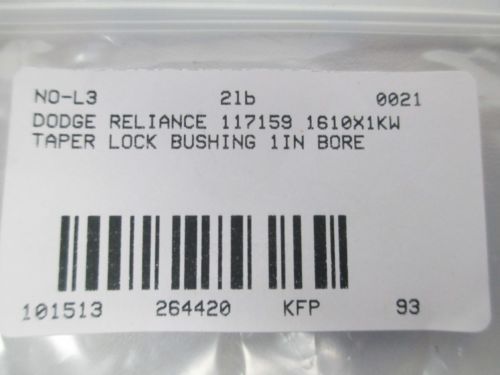 NO-L3 2lb 0021
DODGE RELIANCE 117159 1610X1KW
TAPER LOCK BUSHING 1IN BORE
101513 264420 KFP 93